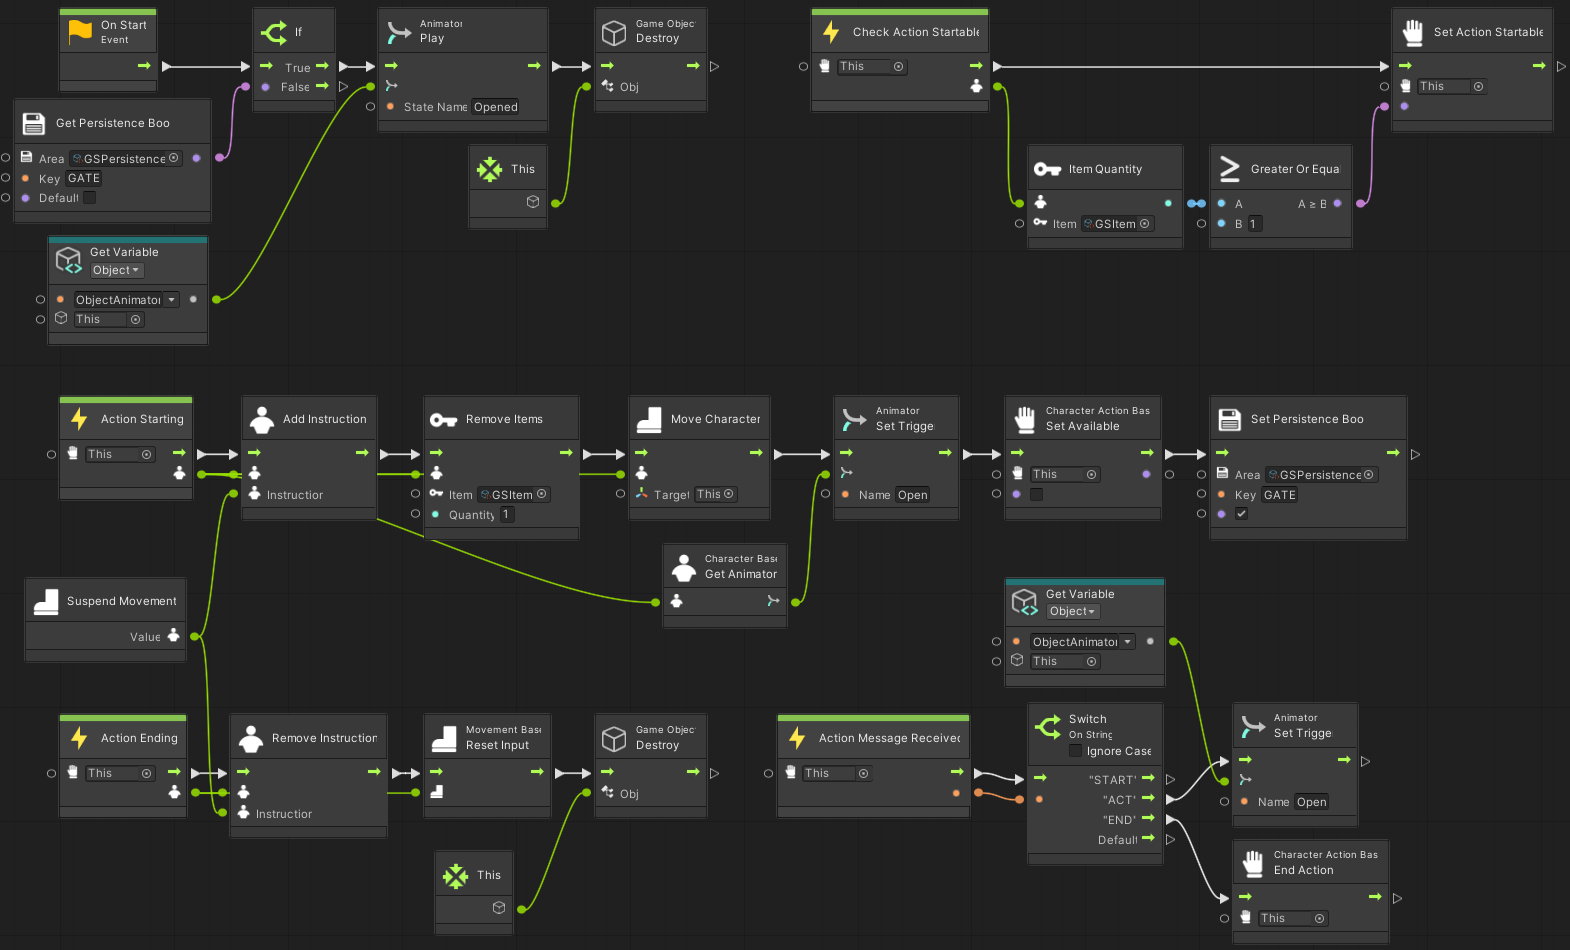 On Start
Event
If
True
False
Animator
Play
State Name Opened
Game Objec
Destroy
Obj
This
Get Persistence Boo
Area GSPersistence
Key GATE
Default
Get Variable
Object
ObjectAnimator
This
Check Action Startable
This
Item Quantity
Item GSItem
Greater Or Equa
A A ≥ B
B 1
Set Action Startable
This
Action Starting
This
Add Instruction
Instruction
Remove Items
Item GSItem
Quantity 1
Move Character
Target This
Animator
Set Trigge
Name Open
Character Action Bas
Set Available
This
Set Persistence Boo
Area GSPersistence
Key GATE
Character Base
Get Animator
Suspend Movement
Value
Action Ending
This
Remove Instruction
Instruction
Movement Base
Reset Input
Game Objec
Destroy
Obj
This
Get Variable
Object
ObjectAnimator
This
Action Message Received
This
Switch
On String
Ignore Case
"START"
"ACT"
"END"
Default
Animator
Set Trigge
Name Open
Character Action Bas
End Action
This